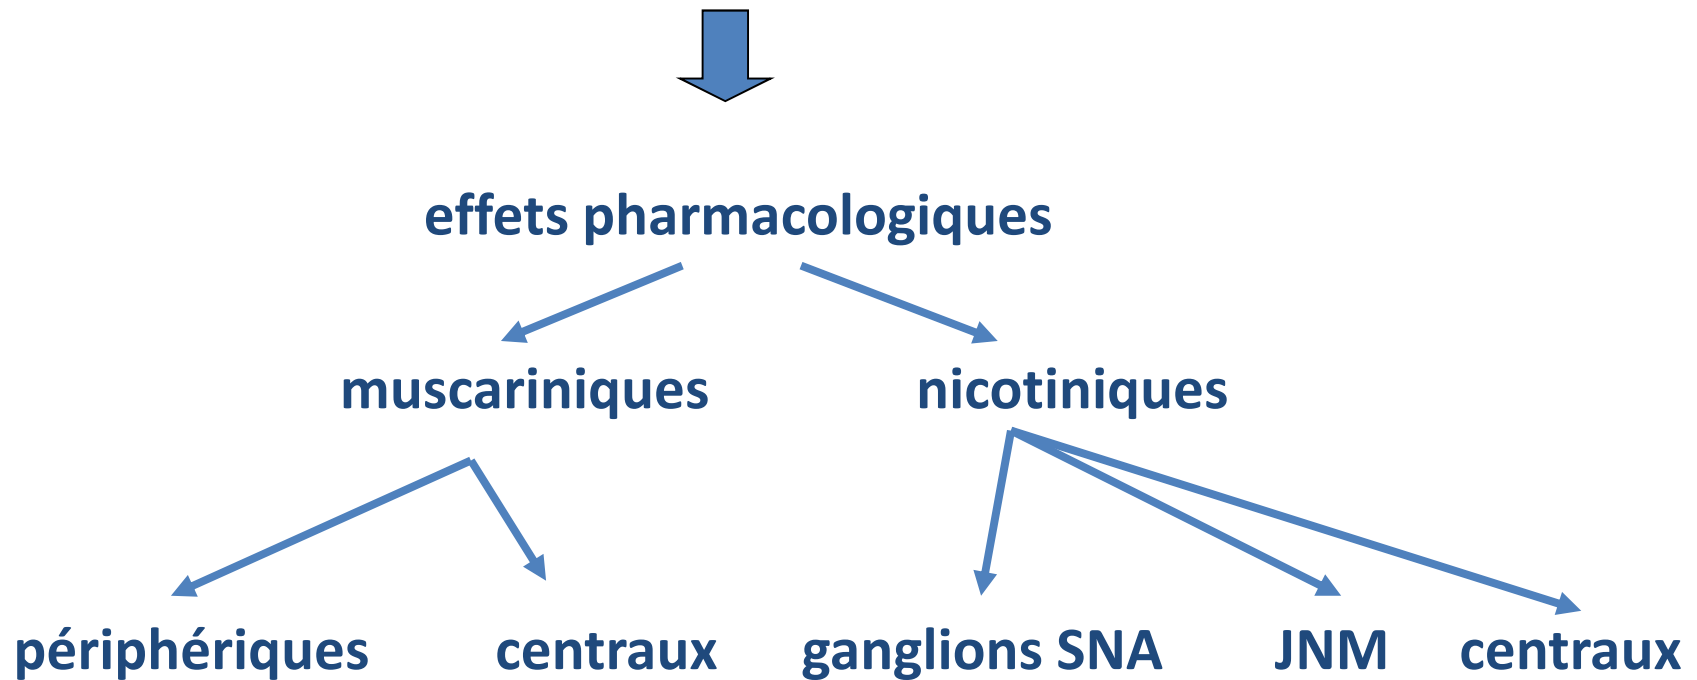 effets pharmacologiques
muscariniques nicotiniques
périphériques centraux ganglions SNA JNM centraux